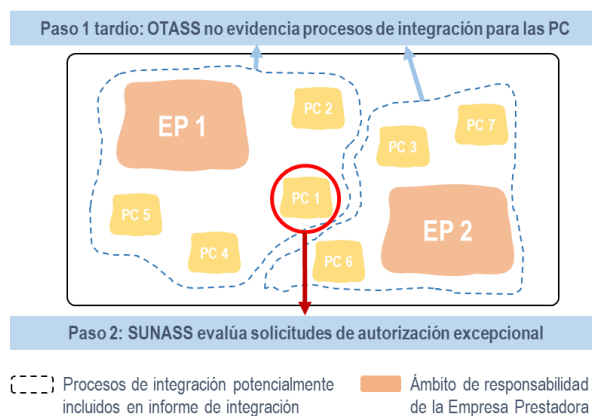 Paso 1 tardío: OTASS no evidencia procesos de integración para las PC
EP 1
PC 2
PC 7
PC 3
PC 1
PC 5
EP 2
PC 4
PC 6
Paso 2: SUNASS evalúa solicitudes de autorización excepcional
Procesos de integración potencialmente
incluidos en informe de integración
Ámbito de responsabilidad
de la Empresa Prestadora